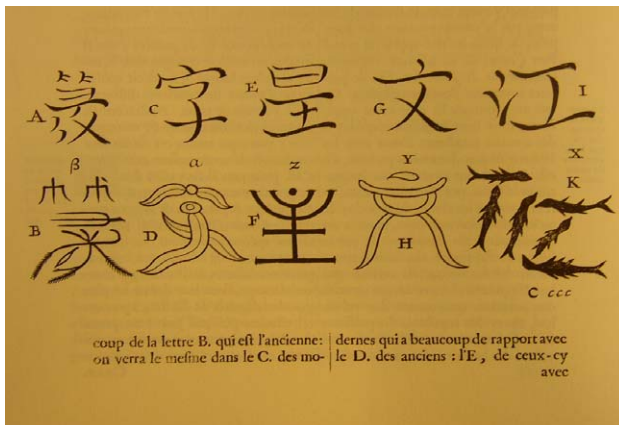 A 篆 C 字 E 星 G 文 I 江
β α z Y X
B D F H K
C ccc
coup de la lettre B. qui eſt l'ancienne:
on verra le meſme dans le C. des mo-
dernes qui a beaucoup de rapport avec
le D. des anciens : l'E, de ceux-cy
avec